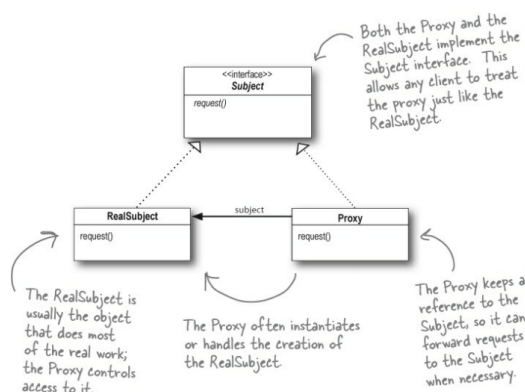 Both the Proxy and the
RealSubject implement the
Subject interface. This
allows any client to treat
the proxy just like the
RealSubject.
<<interface>>
Subject
request()
RealSubject
request()
subject
Proxy
request()
The RealSubject is
usually the object
that does most
of the real work;
the Proxy controls
access to it.
The Proxy often instantiates
or handles the creation of
the RealSubject.
The Proxy keeps a
reference to the
Subject, so it can
forward requests
to the Subject
when necessary.